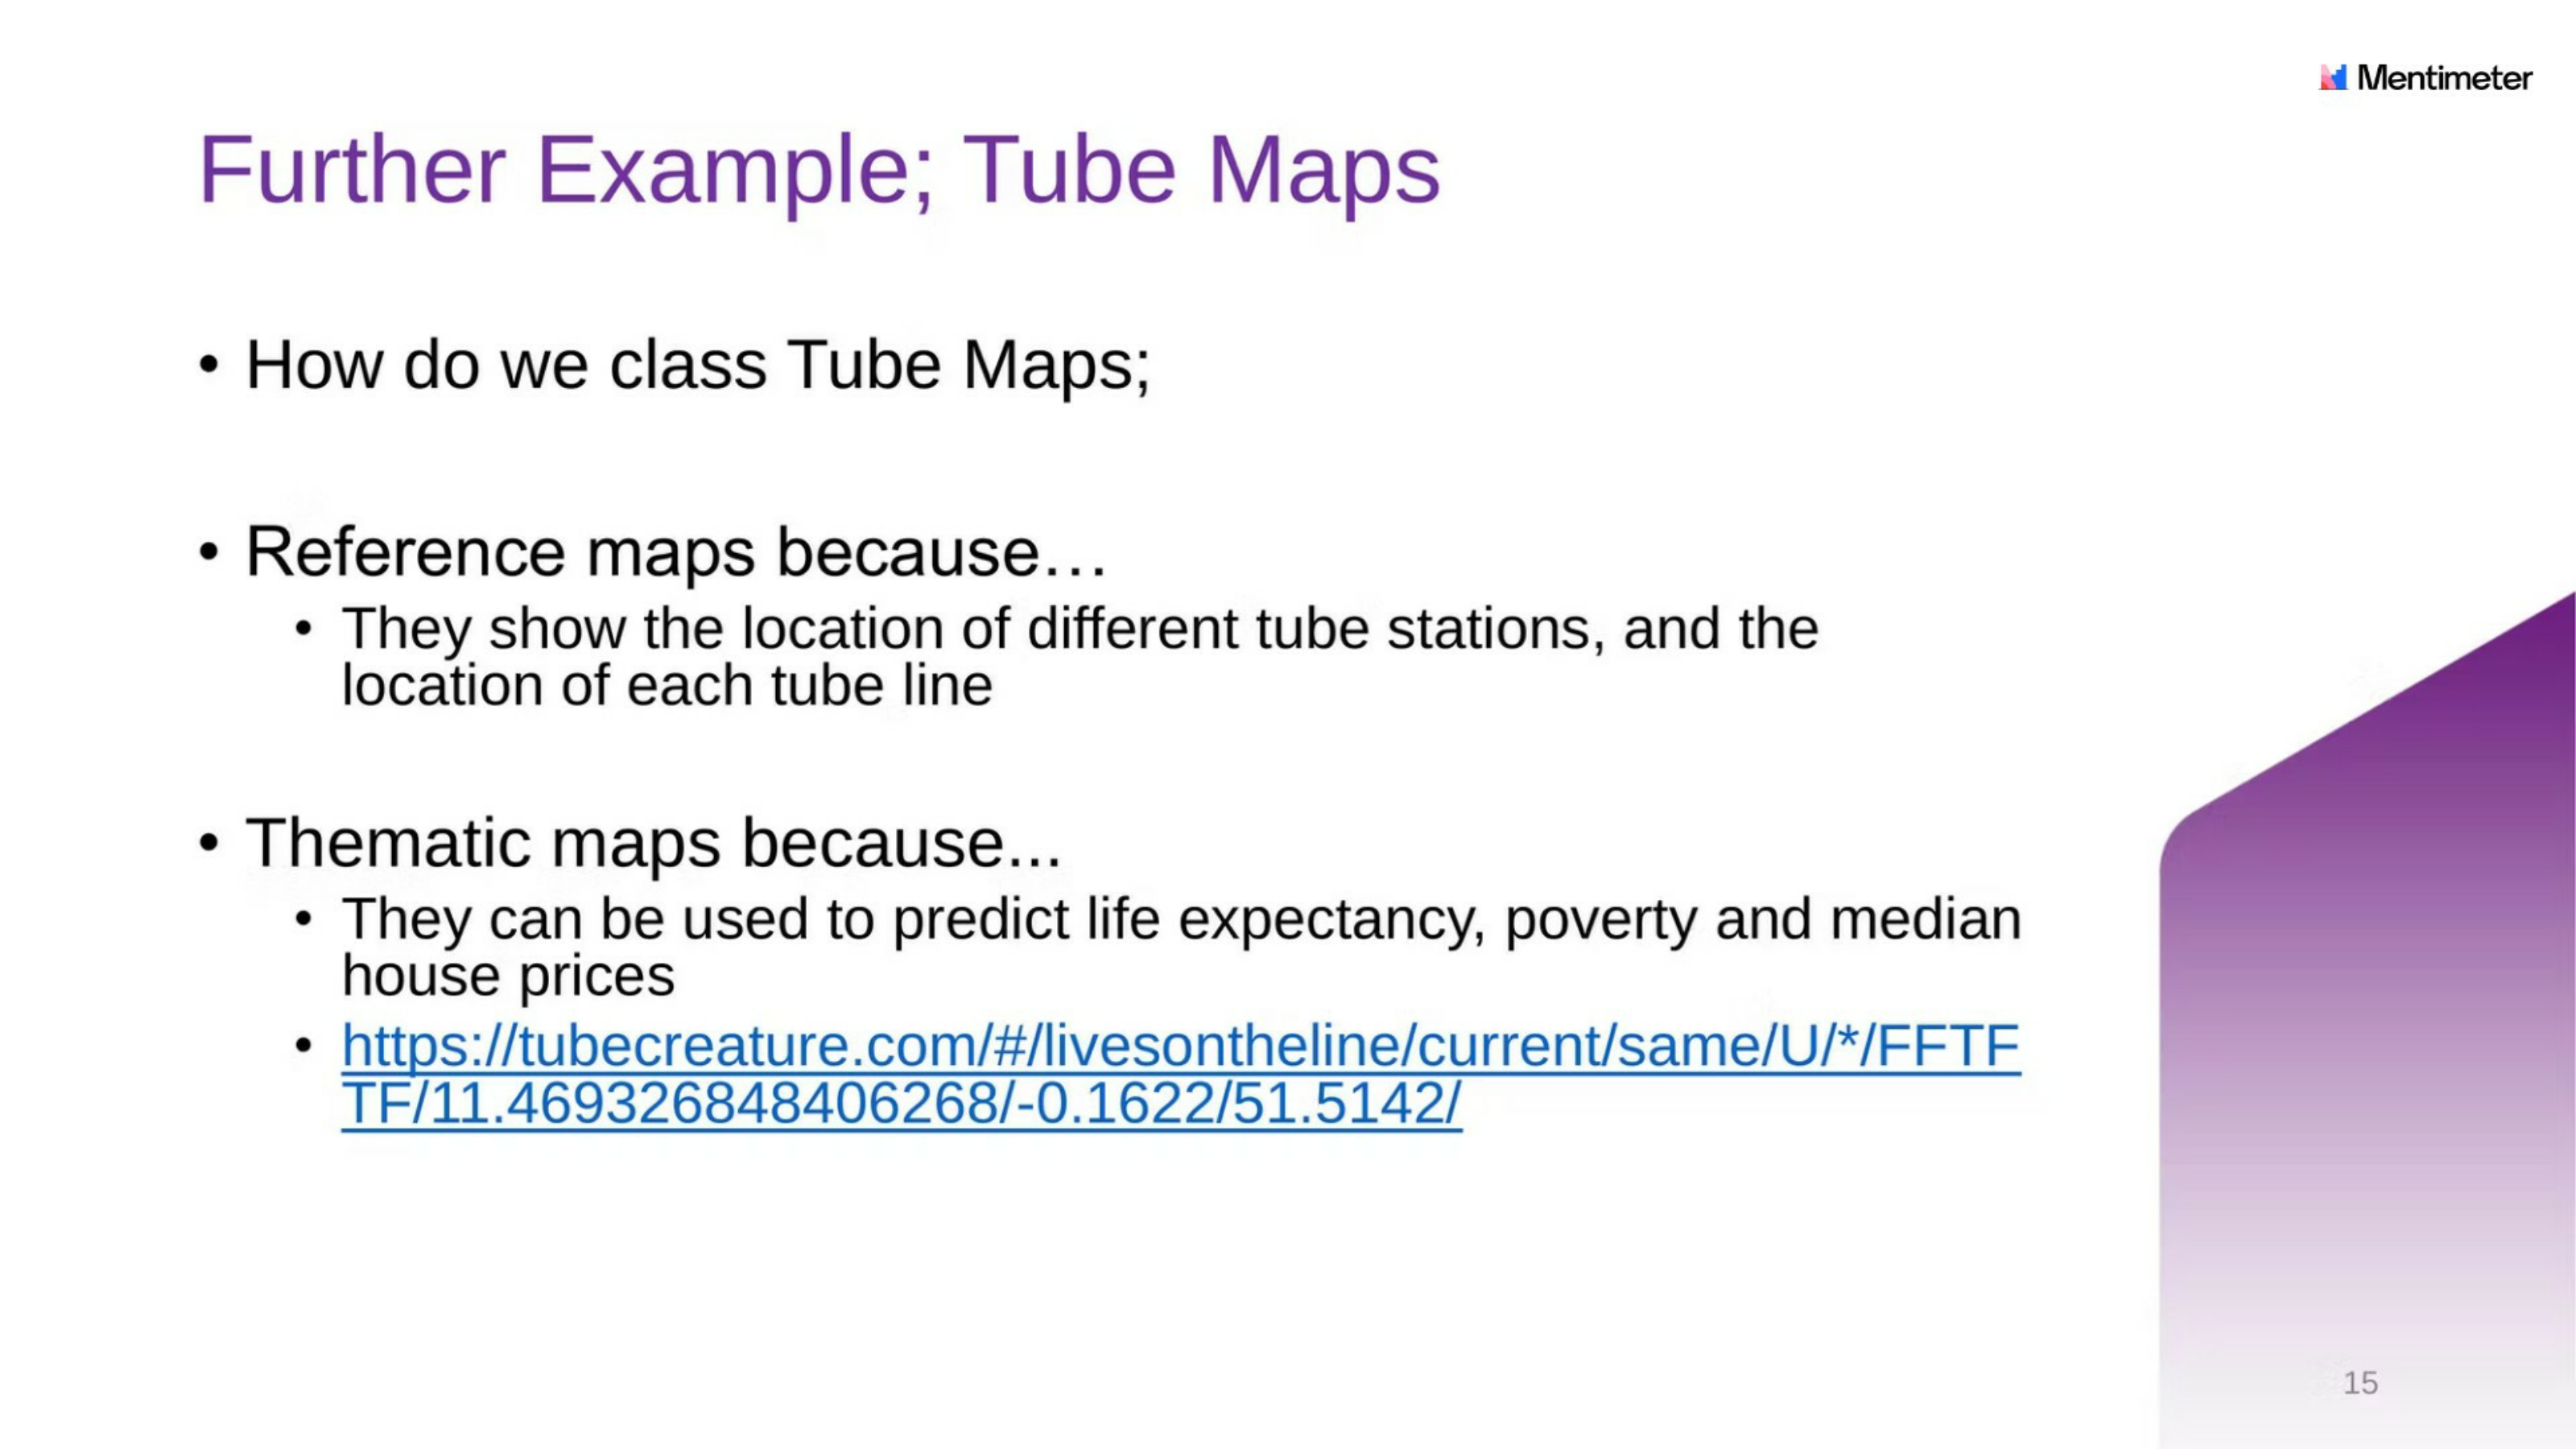 Mentimeter
Further Example; Tube Maps
• How do we class Tube Maps;
• Reference maps because…
• They show the location of different tube stations, and the
location of each tube line
• Thematic maps because...
• They can be used to predict life expectancy, poverty and median
house prices
• https://tubecreature.com/#/livesontheline/current/same/U/*/FFTF
TF/11.469326848406268/-0.1622/51.5142/
15